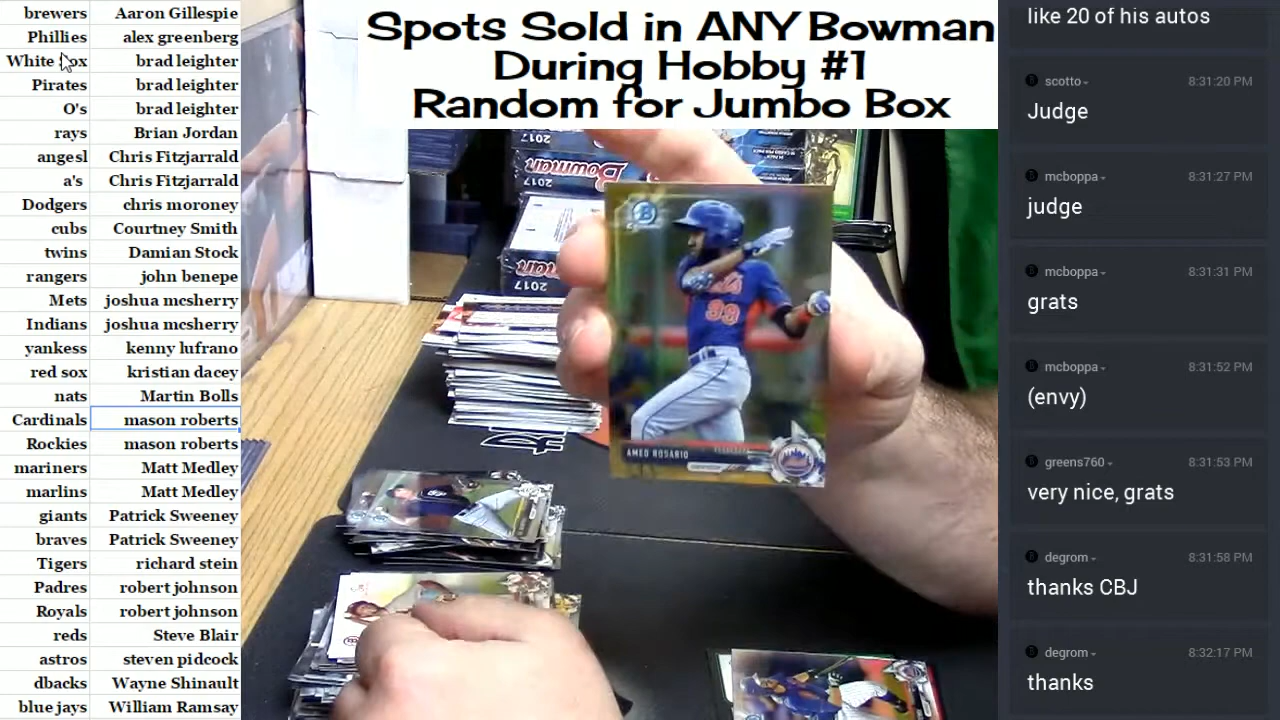 brewers Aaron Gillespie
Phillies alex greenberg
White Sox brad leighter
Pirates brad leighter
O's brad leighter
rays Brian Jordan
angesl Chris Fitzjarrald
a's Chris Fitzjarrald
Dodgers chris moroney
cubs Courtney Smith
twins Damian Stock
rangers john benepe
Mets joshua mcsherry
Indians joshua mcsherry
yankess kenny lufrano
red sox kristian dacey
nats Martin Bolls
Cardinals mason roberts
Rockies mason roberts
mariners Matt Medley
marlins Matt Medley
giants Patrick Sweeney
braves Patrick Sweeney
Tigers richard stein
Padres robert johnson
Royals robert johnson
reds Steve Blair
astros steven pidcock
dbacks Wayne Shinault
blue jays William Ramsay
Spots Sold in ANY Bowman
During Hobby #1
Random for Jumbo Box
2017
Bowman
2017
Bowman
B
Mets
99
AMED ROSARIO
like 20 of his autos
scotto 8:31:20 PM
Judge
mcboppa 8:31:27 PM
judge
mcboppa 8:31:31 PM
grats
mcboppa 8:31:52 PM
(envy)
greens760 8:31:53 PM
very nice, grats
degrom 8:31:58 PM
thanks CBJ
degrom 8:32:17 PM
thanks